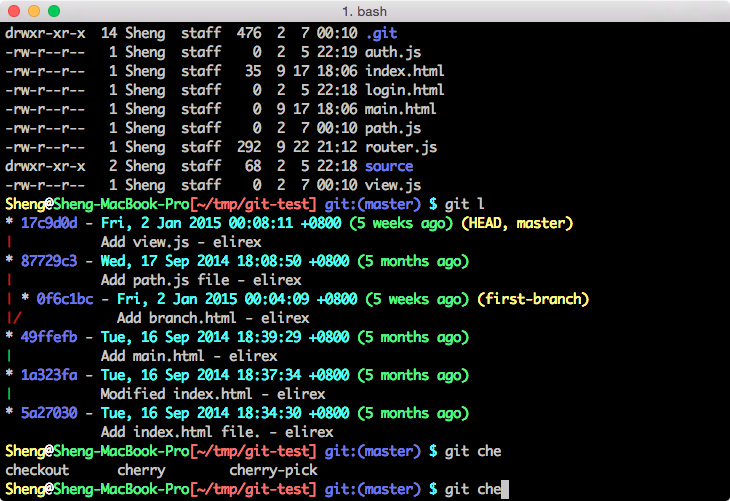 1. bash
drwxr-xr-x  14 Sheng  staff  476  2  7 00:10 .git
-rw-r--r--   1 Sheng  staff    0  2  5 22:19 auth.js
-rw-r--r--   1 Sheng  staff   35  9 17 18:06 index.html
-rw-r--r--   1 Sheng  staff    0  2  5 22:18 login.html
-rw-r--r--   1 Sheng  staff    0  9 17 18:06 main.html
-rw-r--r--   1 Sheng  staff    0  2  7 00:10 path.js
-rw-r--r--   1 Sheng  staff  292  9 22 21:12 router.js
drwxr-xr-x   2 Sheng  staff   68  2  5 22:18 source
-rw-r--r--   1 Sheng  staff    0  2  7 00:10 view.js
Sheng@Sheng-MacBook-Pro[~/tmp/git-test] git:(master) $ git l
* 17c9d0d - Fri, 2 Jan 2015 00:08:11 +0800 (5 weeks ago) (HEAD, master)
|           Add view.js - elirex
* 87729c3 - Wed, 17 Sep 2014 18:08:50 +0800 (5 months ago)
|           Add path.js file - elirex
| * 0f6c1bc - Fri, 2 Jan 2015 00:04:09 +0800 (5 weeks ago) (first-branch)
|/            Add branch.html - elirex
* 49ffefb - Tue, 16 Sep 2014 18:39:29 +0800 (5 months ago)
|           Add main.html - elirex
* 1a323fa - Tue, 16 Sep 2014 18:37:34 +0800 (5 months ago)
|           Modified index.html - elirex
* 5a27030 - Tue, 16 Sep 2014 18:34:30 +0800 (5 months ago)
            Add index.html file. - elirex
Sheng@Sheng-MacBook-Pro[~/tmp/git-test] git:(master) $ git che
checkout      cherry        cherry-pick
Sheng@Sheng-MacBook-Pro[~/tmp/git-test] git:(master) $ git che